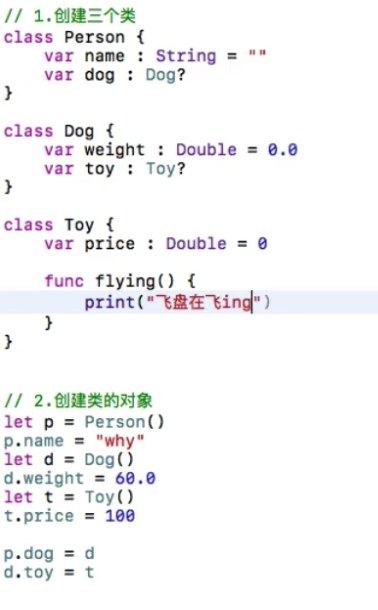 // 1.创建三个类
class Person {
    var name : String = ""
    var dog : Dog?
}

class Dog {
    var weight : Double = 0.0
    var toy : Toy?
}

class Toy {
    var price : Double = 0

    func flying() {
        print("飞盘在飞ing")
    }
}

// 2.创建类的对象
let p = Person()
p.name = "why"
let d = Dog()
d.weight = 60.0
let t = Toy()
t.price = 100

p.dog = d
d.toy = t